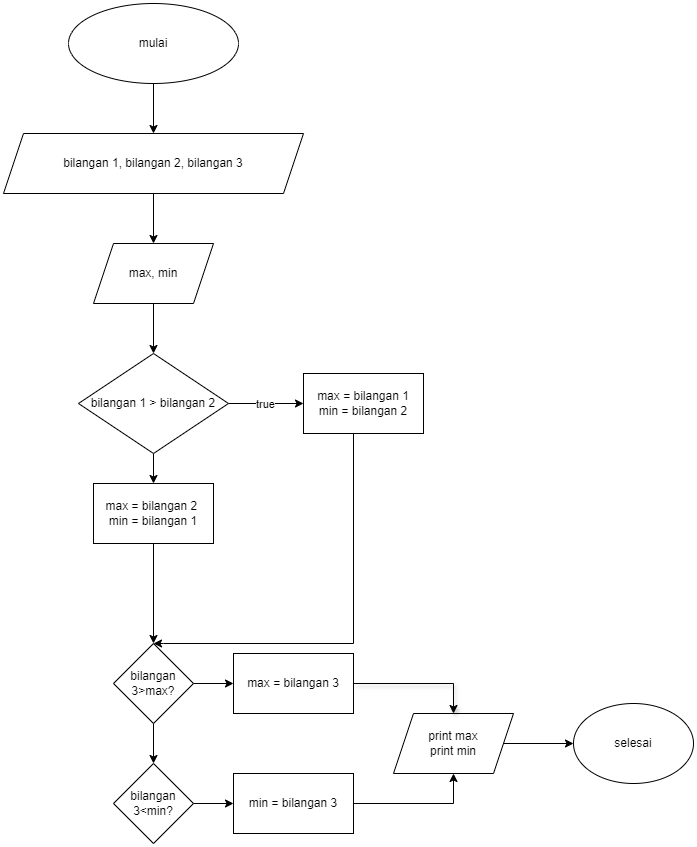 mulai
bilangan 1, bilangan 2, bilangan 3
max, min
bilangan 1 > bilangan 2
true
max = bilangan 1
min = bilangan 2
max = bilangan 2
min = bilangan 1
bilangan
3>max?
max = bilangan 3
print max
print min
selesai
bilangan
3<min?
min = bilangan 3